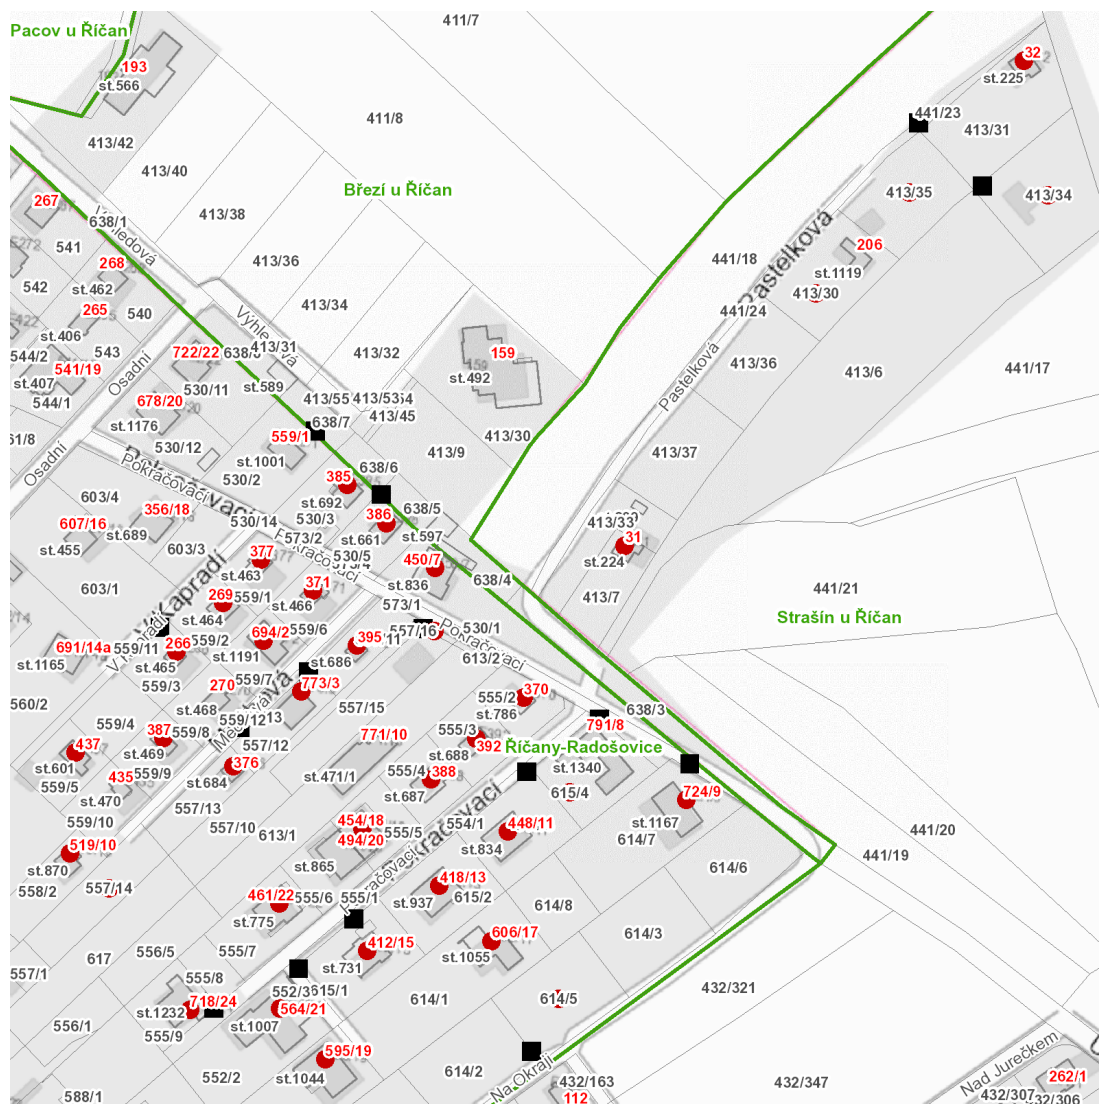 411/7
Pacov u Říčan
193
st.566
32
st.225
441/23
413/31
411/8
413/42
413/40
Březí u Říčan
413/35
413/34
267
413/38
638/1
Výhledová
541
206
268
413/36
441/18
Pastelkova
st.1119
542
st.462
413/30
265
540
413/34
441/24
st.406
Výhledová
543
722/22
413/31
413/32
159
544/2
541/19
Osadní
Pastelkova
413/36
413/6
441/17
st.407
st.589
st.492
530/11
544/1
678/20
413/55
413/45
st.1176
638/7
413/30
559/1
530/12
413/9
413/37
Osadní
st.1001
638/6
Pokračovací
530/2
385
603/4
356/18
st.692
638/5
607/16
st.689
530/14
530/3
386
413/33
st.455
603/3
573/2
st.661
st.597
31
377
Pokračovací
530/5
450/7
st.224
st.463
603/1
371
st.836
638/4
441/21
269
559/1
st.466
573/1
413/7
V Kapradí
st.464
Strašín u Říčan
694/2
559/6
395
557/16
530/1
691/14a
559/11
266
559/2
Pokračovací
st.1165
V Kapradí
st.465
st.1191
st.686
613/2
559/3
270
559/7
773/3
370
560/2
st.468
555/2
557/15
st.786
638/3
559/4
559/12
387
559/8
771/10
555/3
791/8
437
557/12
392
Říčany-Radošovice
st.469
st.688
st.601
435
559/9
376
555/4
388
st.1340
559/5
st.470
st.684
st.471/1
st.687
615/4
724/9
557/13
Pokračovací
559/10
557/10
454/18
554/1
st.1167
613/1
494/20
555/5
448/11
614/7
441/20
519/10
st.834
441/19
st.870
st.865
Pokračovací
614/6
558/2
557/14
418/13
461/22
555/6
555/1
st.937
615/2
614/8
st.775
606/17
614/3
556/5
555/7
412/15
617
st.1055
557/1
st.731
555/8
432/321
718/24
615/1
614/1
614/5
st.1232
564/21
556/1
st.1007
555/9
595/19
Na Okraji
Nad Jurečkem
552/2
st.1044
614/2
432/163
432/347
262/1
588/1
112
432/307
432/306